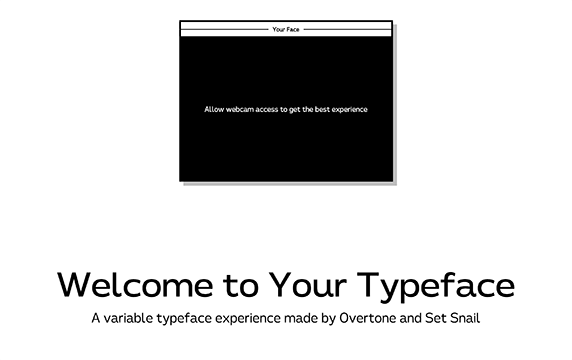 Your Face
Allow webcam access to get the best experience
Welcome to Your Typeface
A variable typeface experience made by Overtone and Set Snail